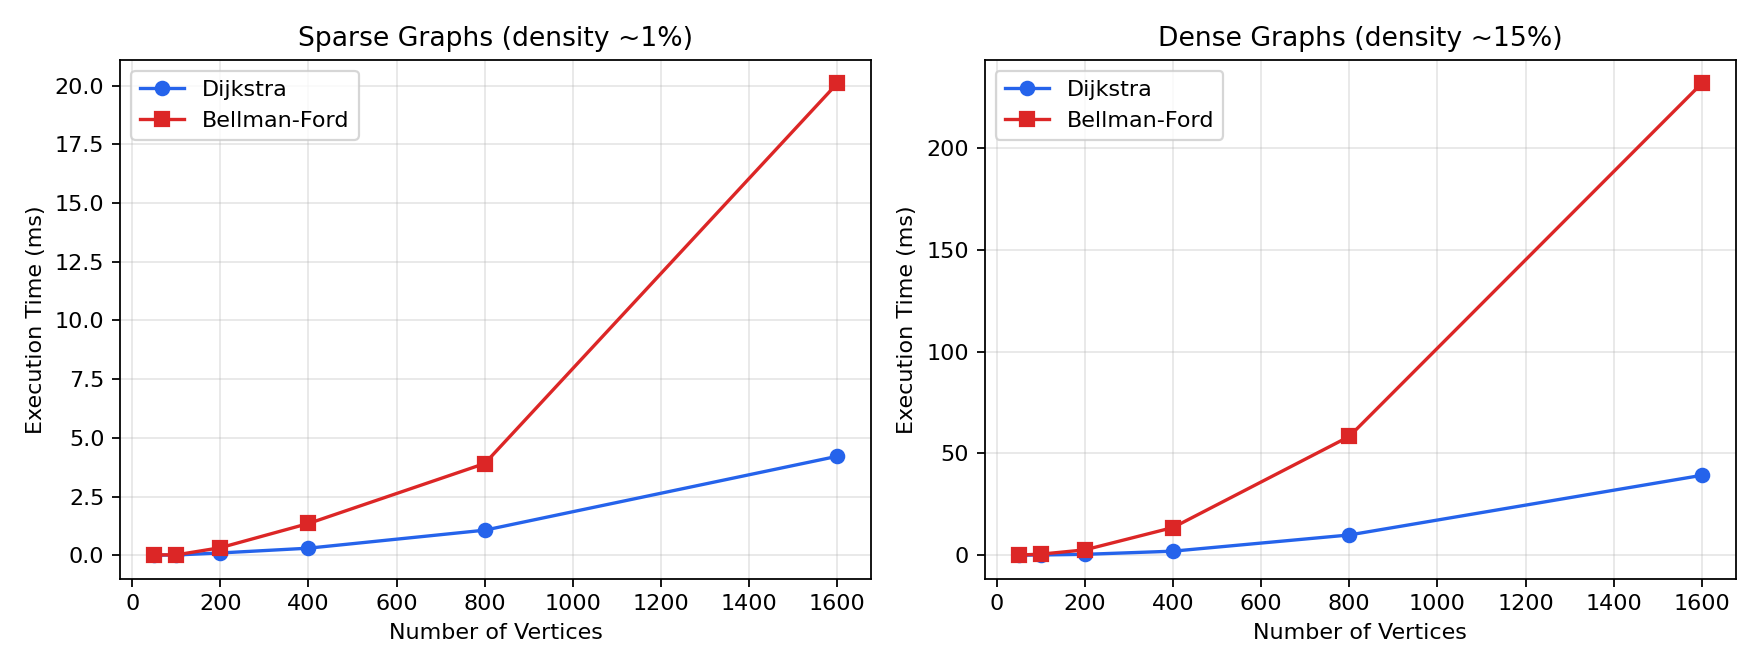 Sparse Graphs (density ~1%)
Dijkstra
Bellman-Ford
20.0
17.5
15.0
12.5
10.0
7.5
5.0
2.5
0.0
Execution Time (ms)
0 200 400 600 800 1000 1200 1400 1600
Number of Vertices
Dense Graphs (density ~15%)
Dijkstra
Bellman-Ford
200
150
100
50
0
Execution Time (ms)
0 200 400 600 800 1000 1200 1400 1600
Number of Vertices